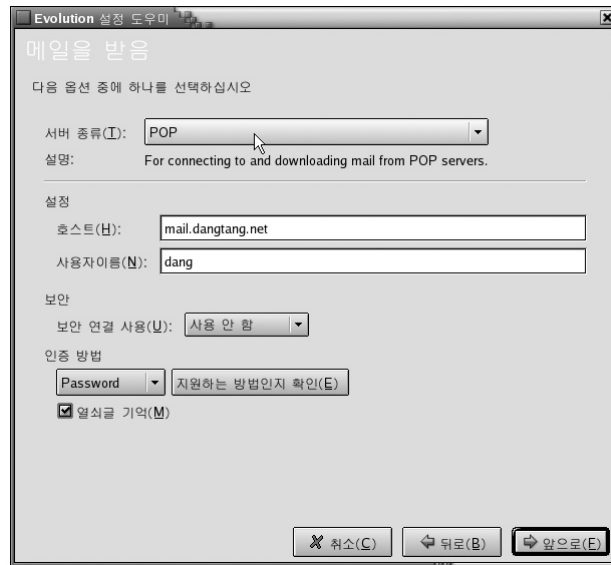 Evolution 설정 도우미
메일을 받음
다음 옵션 중에 하나를 선택하십시오
서버 종류(T): POP
설명: For connecting to and downloading mail from POP servers.
설정
호스트(H): mail.dangtang.net
사용자이름(N): dang
보안
보안 연결 사용(U): 사용 안 함
인증 방법
Password 지원하는 방법인지 확인(E)
열쇠글 기억(M)
취소(C) 뒤로(B) 앞으로(F)